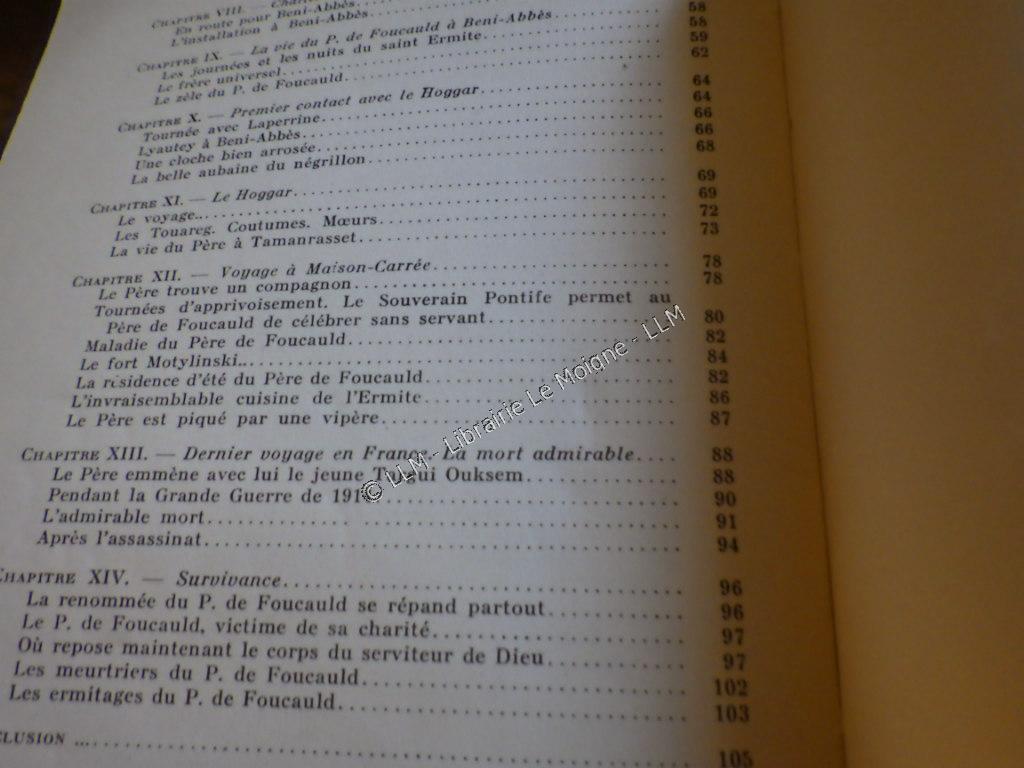 CHAPITRE VIII. —
En route pour Beni-Abbès 58
L'installation à Beni-Abbès 58
CHAPITRE IX. — La vie du P. de Foucauld à Beni-Abbès
Les journées et les nuits du saint Ermite 59
Le frère universel 62
Le zèle du P. de Foucauld
CHAPITRE X. — Premier contact avec le Hoggar 64
Tournée avec Laperrine 64
Lyautey à Beni-Abbès 66
Une cloche bien arrosée 66
La belle aubaine du négrillon 68
CHAPITRE XI. — Le Hoggar 69
Le voyage 69
Les Touareg. Coutumes. Mœurs 72
La vie du Père à Tamanrasset 73
CHAPITRE XII. — Voyage à Maison-Carrée 78
Le Père trouve un compagnon 78
Tournées d'apprivoisement. Le Souverain Pontife permet au
Père de Foucauld de célébrer sans servant 80
Maladie du Père de Foucauld 82
Le fort Motylinski 84
La résidence d'été du Père de Foucauld 82
L'invraisemblable cuisine de l'Ermite 86
Le Père est piqué par une vipère 87
CHAPITRE XIII. — Dernier voyage en France. La mort admirable 88
Le Père emmène avec lui le jeune Ouksem 88
Pendant la Grande Guerre de 90
L'admirable mort 91
Après l'assassinat 94
CHAPITRE XIV. — Survivance 96
La renommée du P. de Foucauld se répand partout 96
Le P. de Foucauld, victime de sa charité 97
Où repose maintenant le corps du serviteur de Dieu 97
Les meurtriers du P. de Foucauld 102
Les ermitages du P. de Foucauld 103
CLUSION 105
© LLM - Librairie Le Moigne - LLM